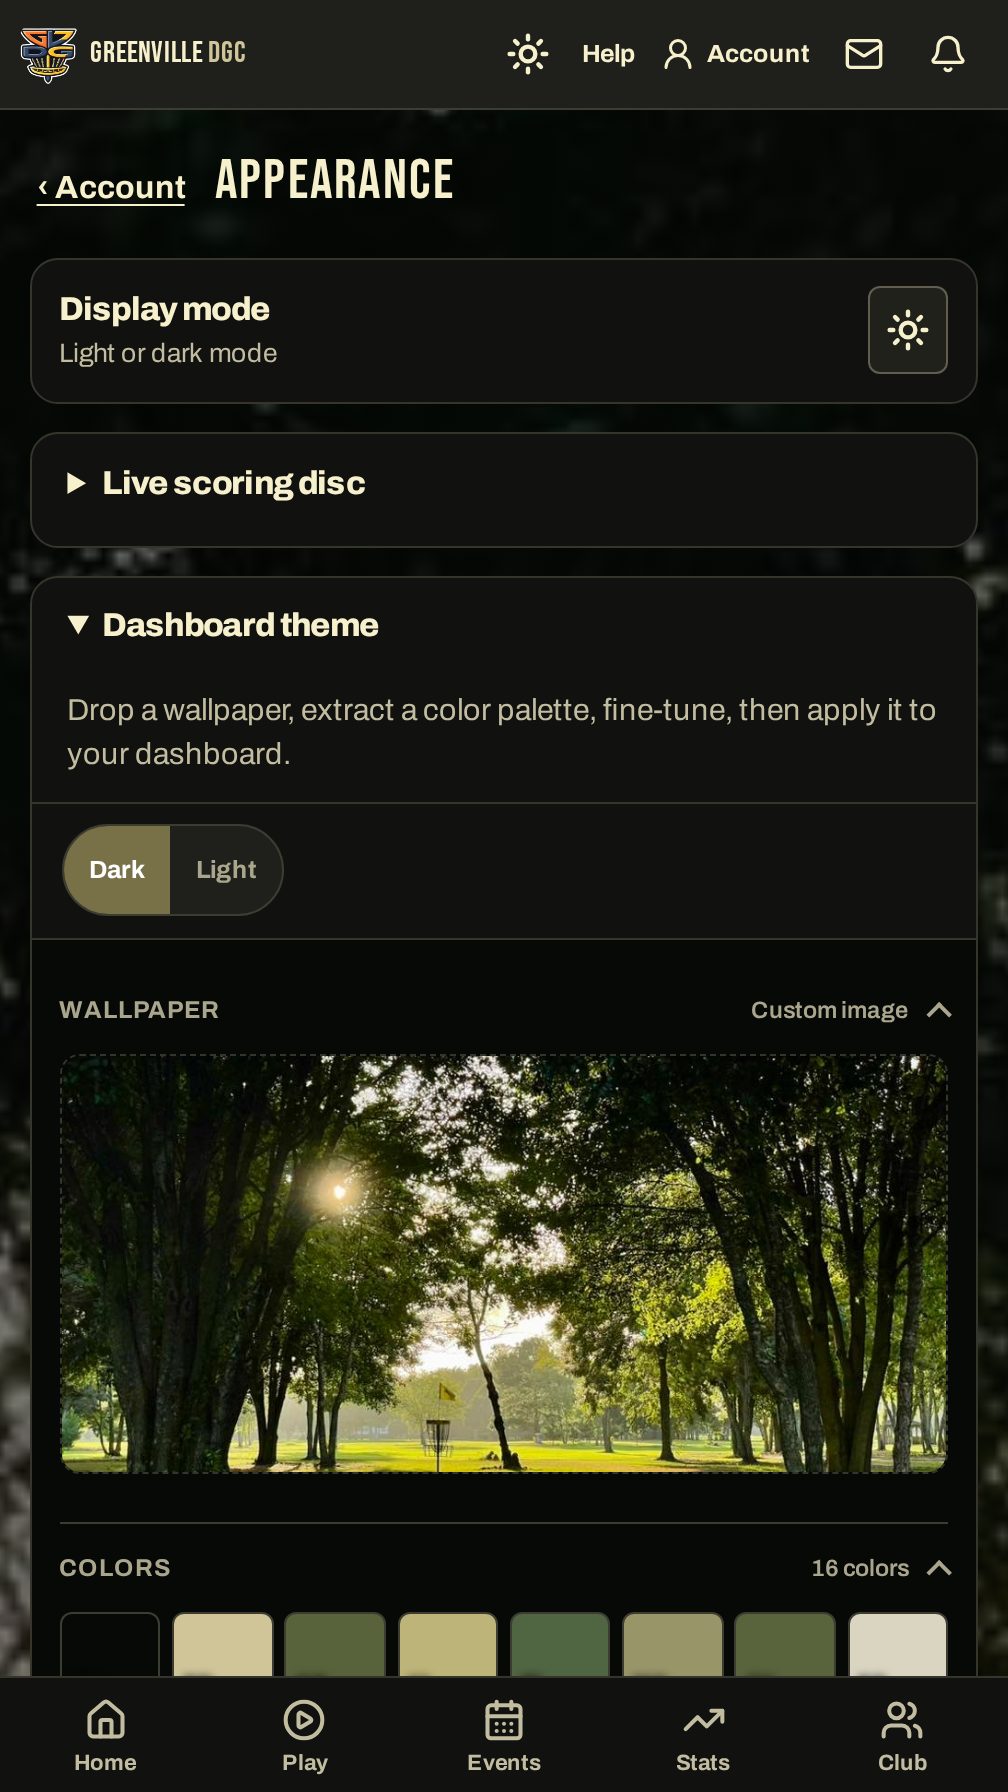 GREENVILLE DGC
Help
Account
‹ Account
APPEARANCE
Display mode
Light or dark mode
Live scoring disc
Dashboard theme
Drop a wallpaper, extract a color palette, fine-tune, then apply it to
your dashboard.
Dark
Light
WALLPAPER
Custom image
COLORS
16 colors
Home
Play
Events
Stats
Club